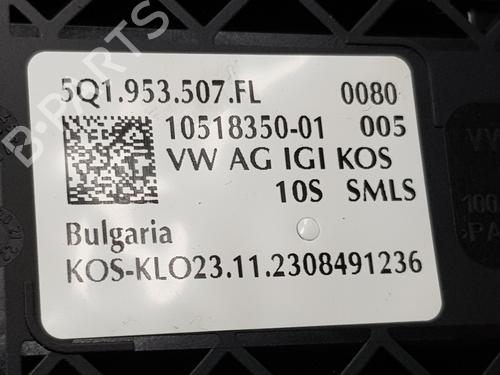 5Q1.953.507.FL 0080
10518350-01 005
VW AG IGI KOS
10S SMLS
Bulgaria
KOS-KLO23.11.2308491236
B-PARTS